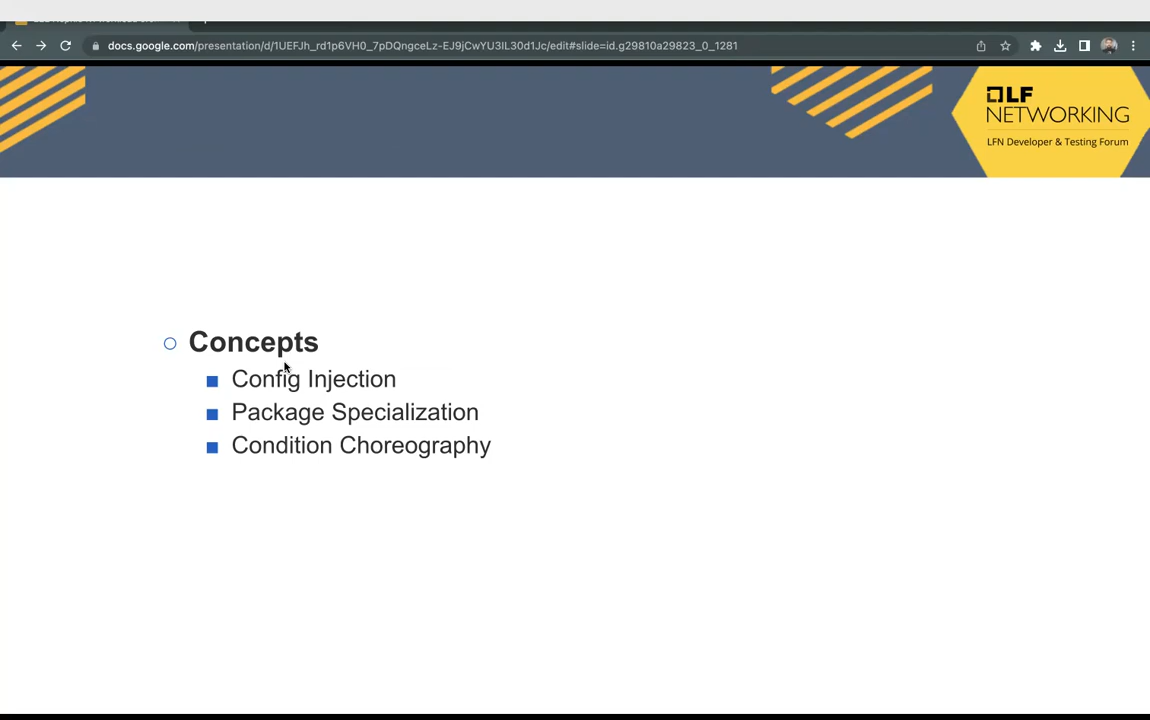 docs.google.com/presentation/d/1UEFJh_rd1p6VH0_7pDQngceLz-EJ9jCwYU3lL30d1Jc/edit#slide=id.g29810a29823_0_1281
LF
NETWORKING
LFN Developer & Testing Forum
Concepts
Config Injection
Package Specialization
Condition Choreography